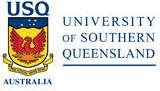 USQ
AUSTRALIA
UNIVERSITY
OF SOUTHERN
QUEENSLAND